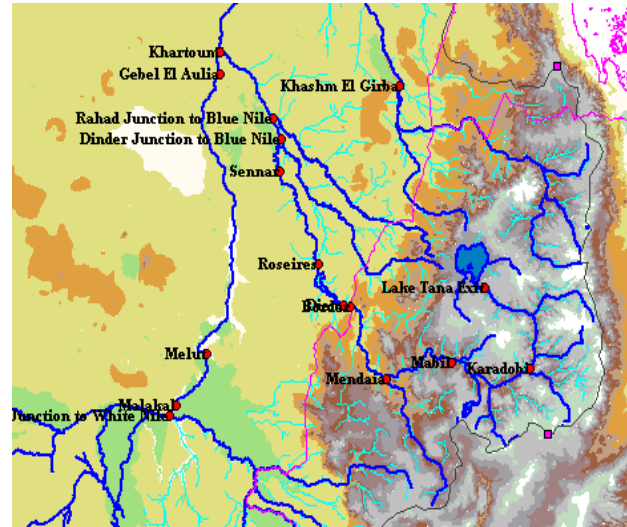 Khartoum
Gebel El Aulia
Khashm El Girba
Rahad Junction to Blue Nile
Dinder Junction to Blue Nile
Sennar
Roseires
Lake Tana Exit
Border
Melut
Mabil
Karadobi
Mendaia
Malakal
Junction to White Nile